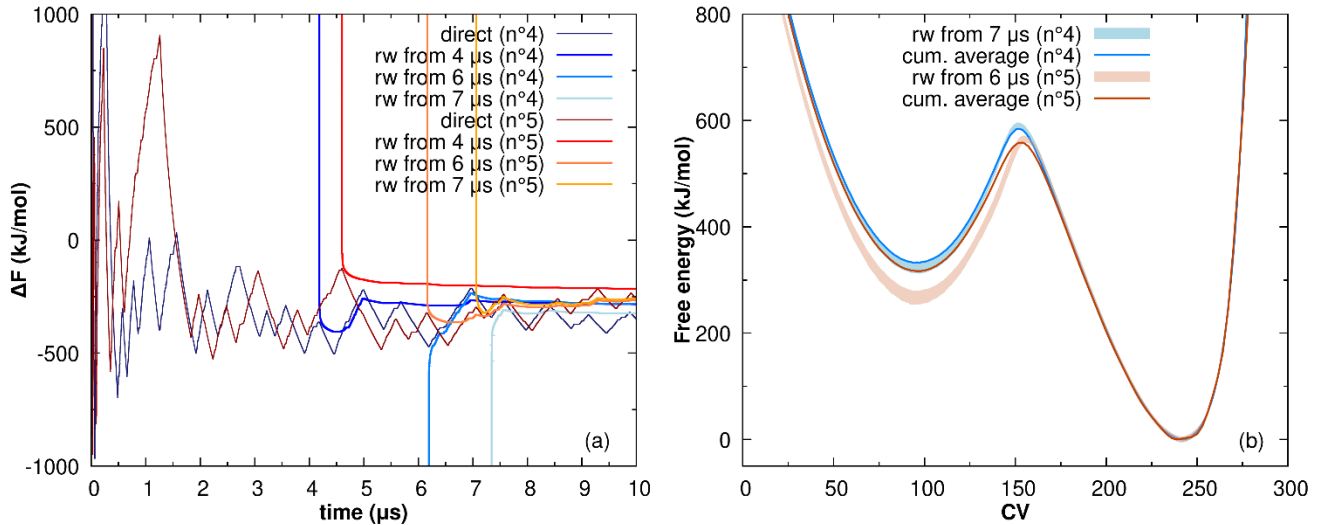 1000
500
0
-500
-1000
ΔF (kJ/mol)
direct (n°4)
rw from 4 µs (n°4)
rw from 6 µs (n°4)
rw from 7 µs (n°4)
direct (n°5)
rw from 4 µs (n°5)
rw from 6 µs (n°5)
rw from 7 µs (n°5)
(a)
0 1 2 3 4 5 6 7 8 9 10
time (µs)
800
600
400
200
0
Free energy (kJ/mol)
rw from 7 µs (n°4)
cum. average (n°4)
rw from 6 µs (n°5)
cum. average (n°5)
(b)
0 50 100 150 200 250 300
CV